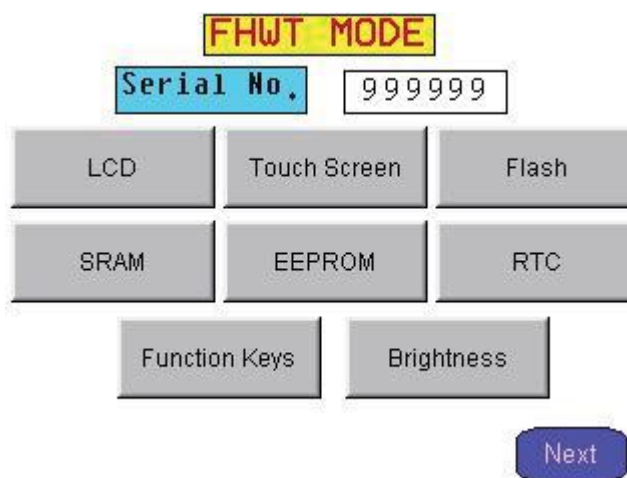 FHWT MODE
Serial No. 999999
LCD Touch Screen Flash
SRAM EEPROM RTC
Function Keys Brightness
Next